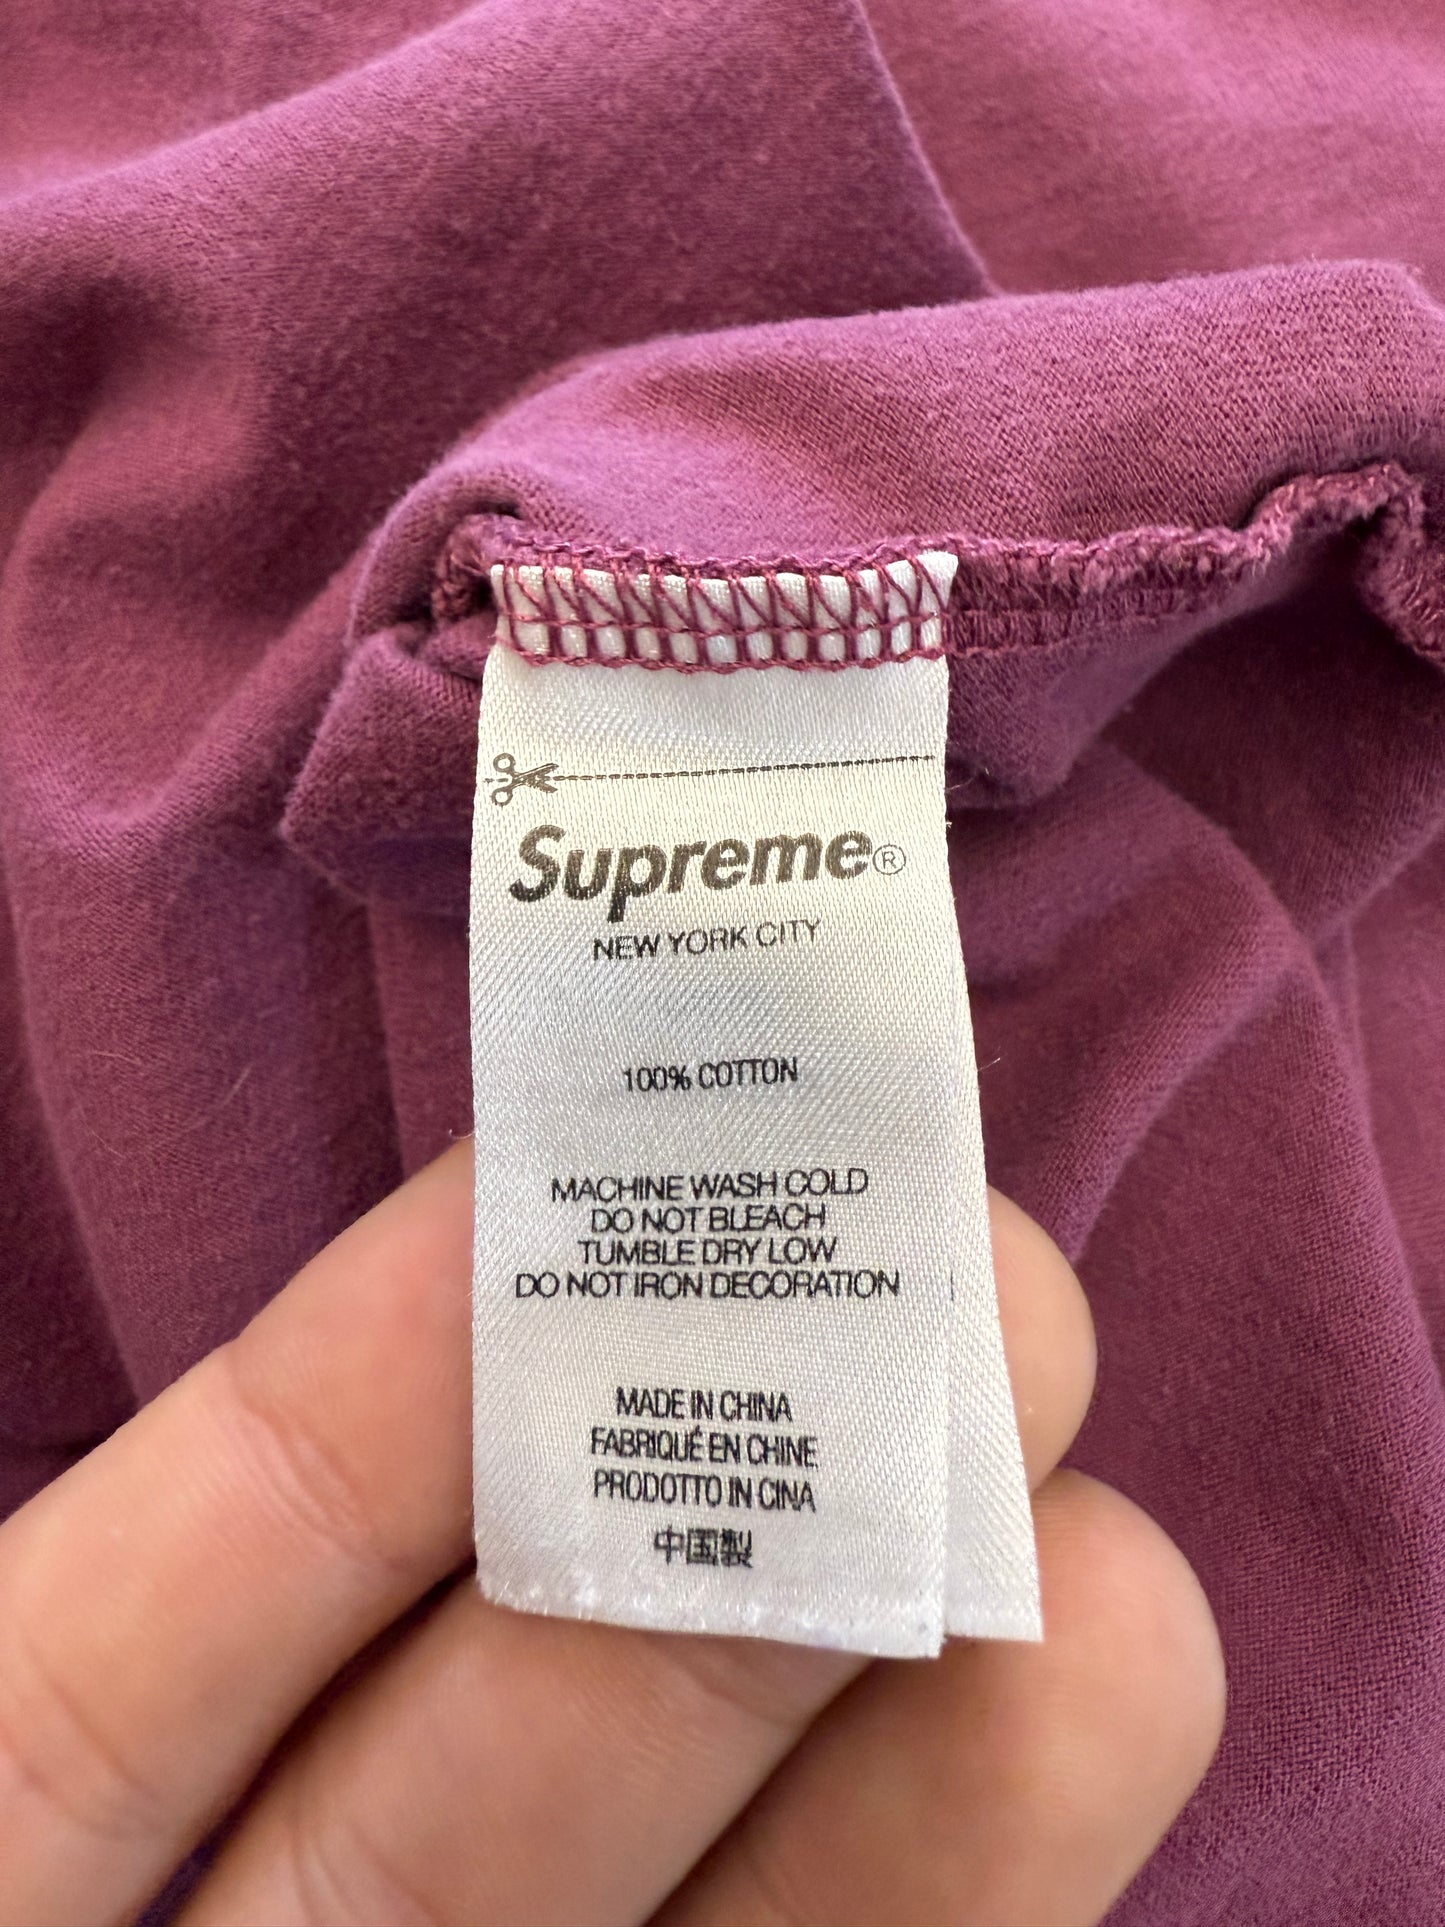 Supreme®
NEW YORK CITY
100% COTTON
MACHINE WASH COLD
DO NOT BLEACH
TUMBLE DRY LOW
DO NOT IRON DECORATION
MADE IN CHINA
FABRIQUÉ EN CHINE
PRODOTTO IN CINA
中国製